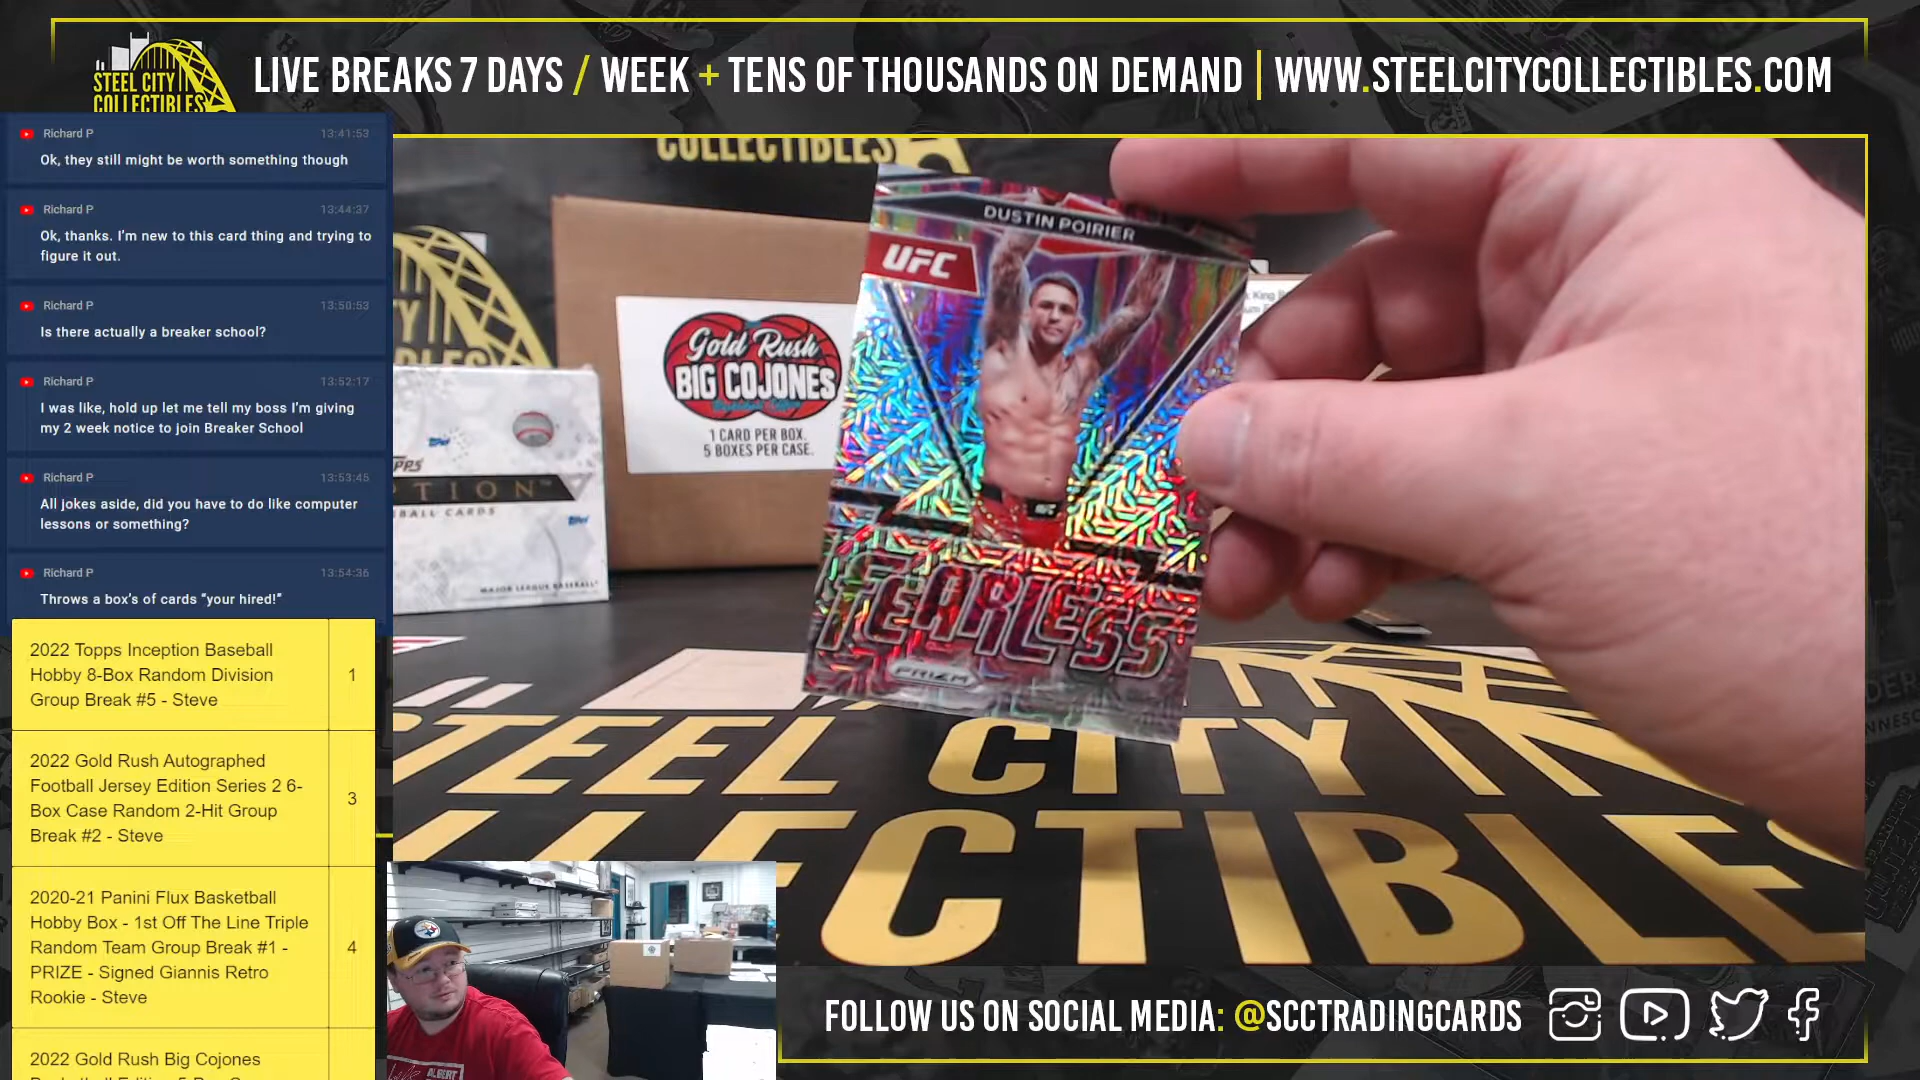 STEEL CITY
COLLECTIBLES
LIVE BREAKS 7 DAYS / WEEK + TENS OF THOUSANDS ON DEMAND | WWW.STEELCITYCOLLECTIBLES.COM
Richard P 13:41:53
Ok, they still might be worth something though
Richard P 13:44:37
Ok, thanks. I'm new to this card thing and trying to
figure it out.
Richard P 13:50:53
Is there actually a breaker school?
Richard P 13:52:17
I was like, hold up let me tell my boss I'm giving
my 2 week notice to join Breaker School
Richard P 13:53:45
All jokes aside, did you have to do like computer
lessons or something?
Richard P 13:54:36
Throws a box's of cards “your hired!”
2022 Topps Inception Baseball
Hobby 8-Box Random Division
Group Break #5 - Steve
1
2022 Gold Rush Autographed
Football Jersey Edition Series 2 6-
Box Case Random 2-Hit Group
Break #2 - Steve
3
2020-21 Panini Flux Basketball
Hobby Box - 1st Off The Line Triple
Random Team Group Break #1 -
PRIZE - Signed Giannis Retro
Rookie - Steve
4
2022 Gold Rush Big Cojones
COLLECTIBLES
Gold Rush
BIG COJONES
1 CARD PER BOX.
5 BOXES PER CASE.
MAJOR LEAGUE BASEBALL
DUSTIN POIRIER
UFC
FEARLESS
PRIZM
STEEL CITY
LLECTIBLES
ALBERT
FOLLOW US ON SOCIAL MEDIA: @SCCTRADINGCARDS